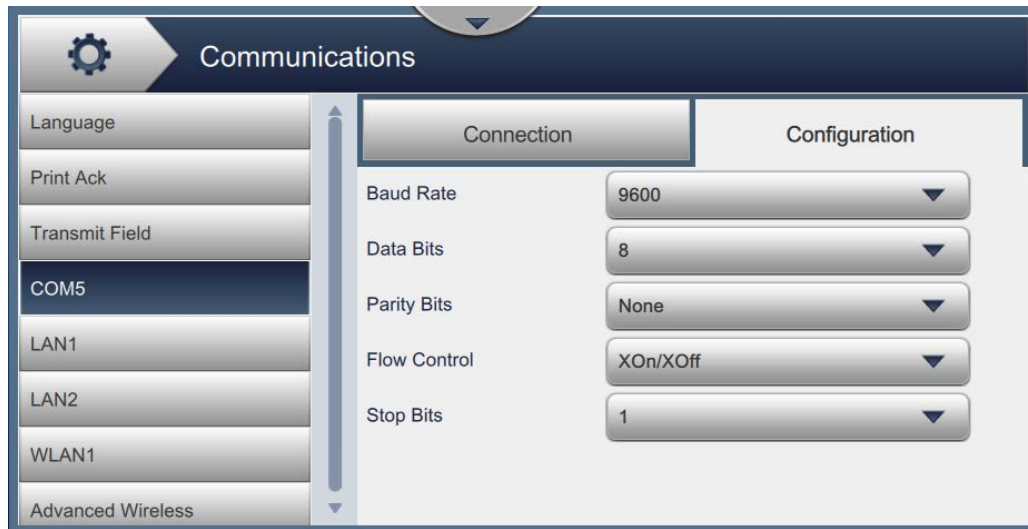 Communications
Language
Print Ack
Transmit Field
COM5
LAN1
LAN2
WLAN1
Advanced Wireless
Connection
Configuration
Baud Rate
9600
Data Bits
8
Parity Bits
None
Flow Control
XOn/XOff
Stop Bits
1